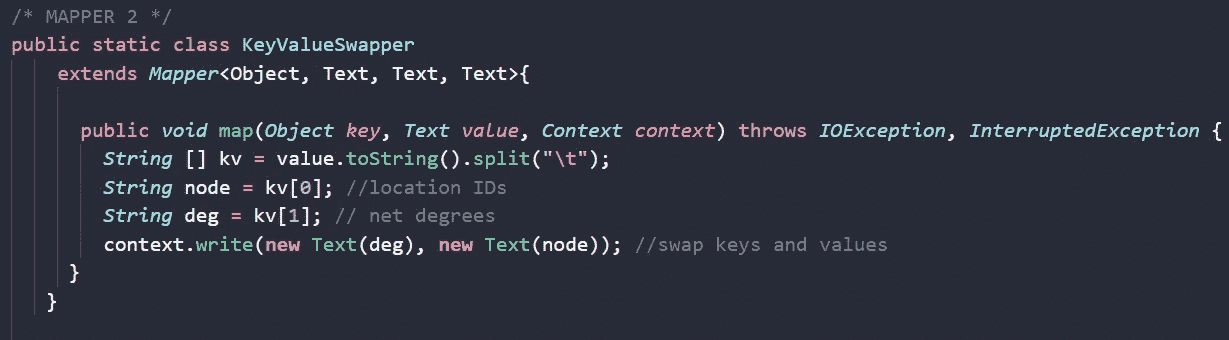 /* MAPPER 2 */
public static class KeyValueSwapper
extends Mapper<Object, Text, Text, Text>{
public void map(Object key, Text value, Context context) throws IOException, InterruptedException {
String [] kv = value.toString().split("\t");
String node = kv[0]; //location IDs
String deg = kv[1]; // net degrees
context.write(new Text(deg), new Text(node)); //swap keys and values
}
}